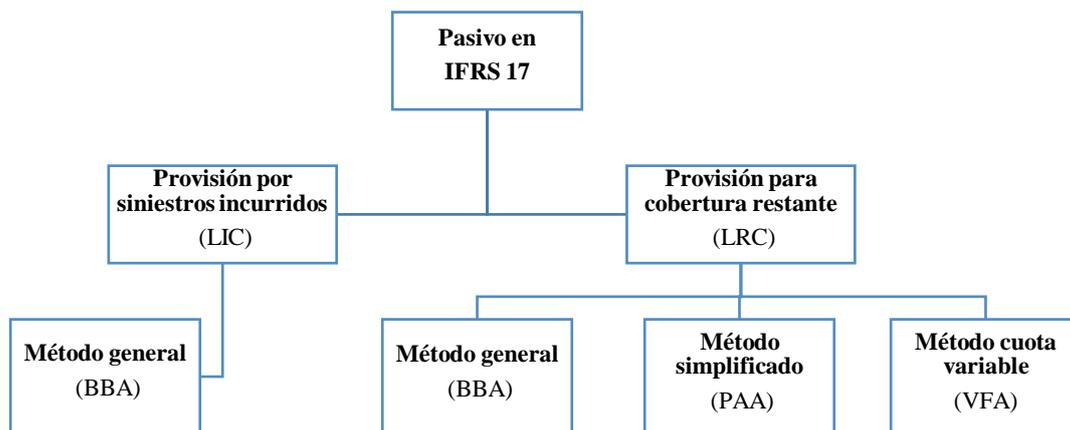 Pasivo en
IFRS 17
Provisión por
siniestros incurridos
(LIC)
Provisión para
cobertura restante
(LRC)
Método general
(BBA)
Método general
(BBA)
Método
simplificado
(PAA)
Método cuota
variable
(VFA)